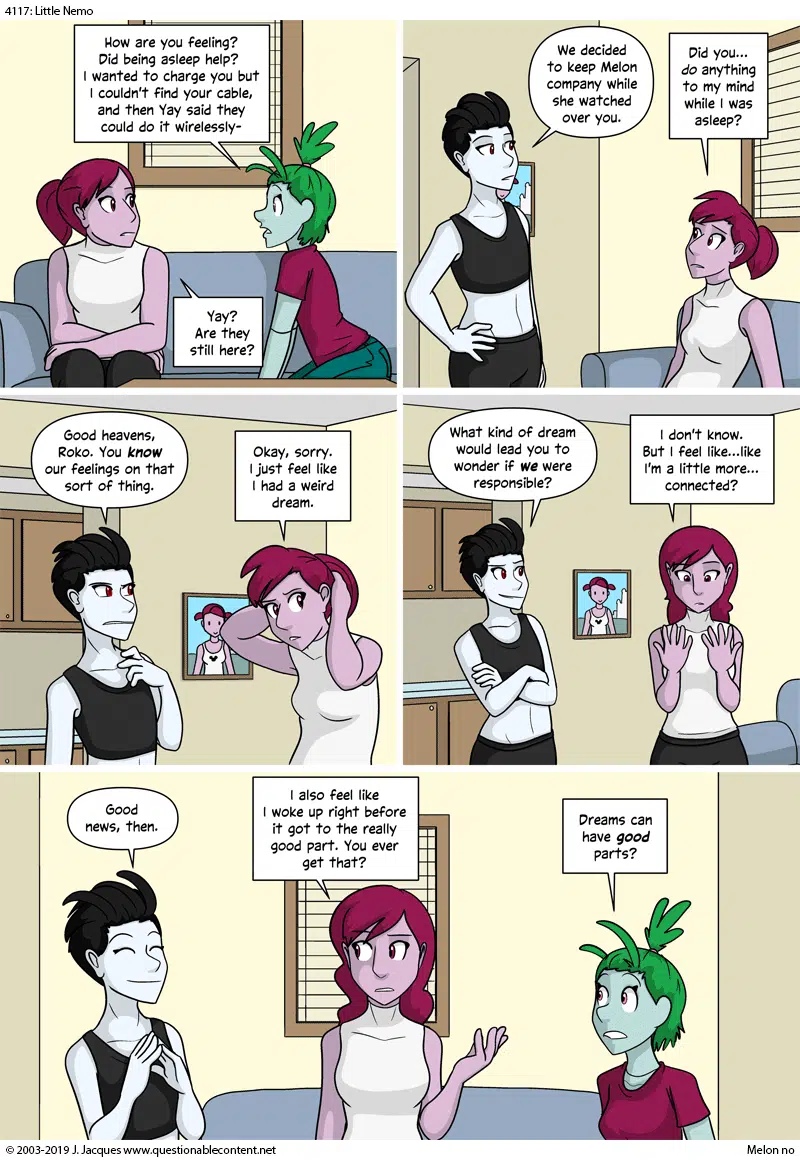 4117: Little Nemo
How are you feeling?
Did being asleep help?
I wanted to charge you but
I couldn't find your cable,
and then Yay said they
could do it wirelessly-
Yay?
Are they
still here?
We decided
to keep Melon
company while
she watched
over you.
Did you...
do anything
to my mind
while I was
asleep?
Good heavens,
Roko. You know
our feelings on that
sort of thing.
Okay, sorry.
I just feel like
I had a weird
dream.
What kind of dream
would lead you to
wonder if we were
responsible?
I don't know.
But I feel like...like
I'm a little more...
connected?
Good
news, then.
I also feel like
I woke up right before
it got to the really
good part. You ever
get that?
Dreams can
have good
parts?
© 2003-2019 J. Jacques www.questionablecontent.net
Melon no